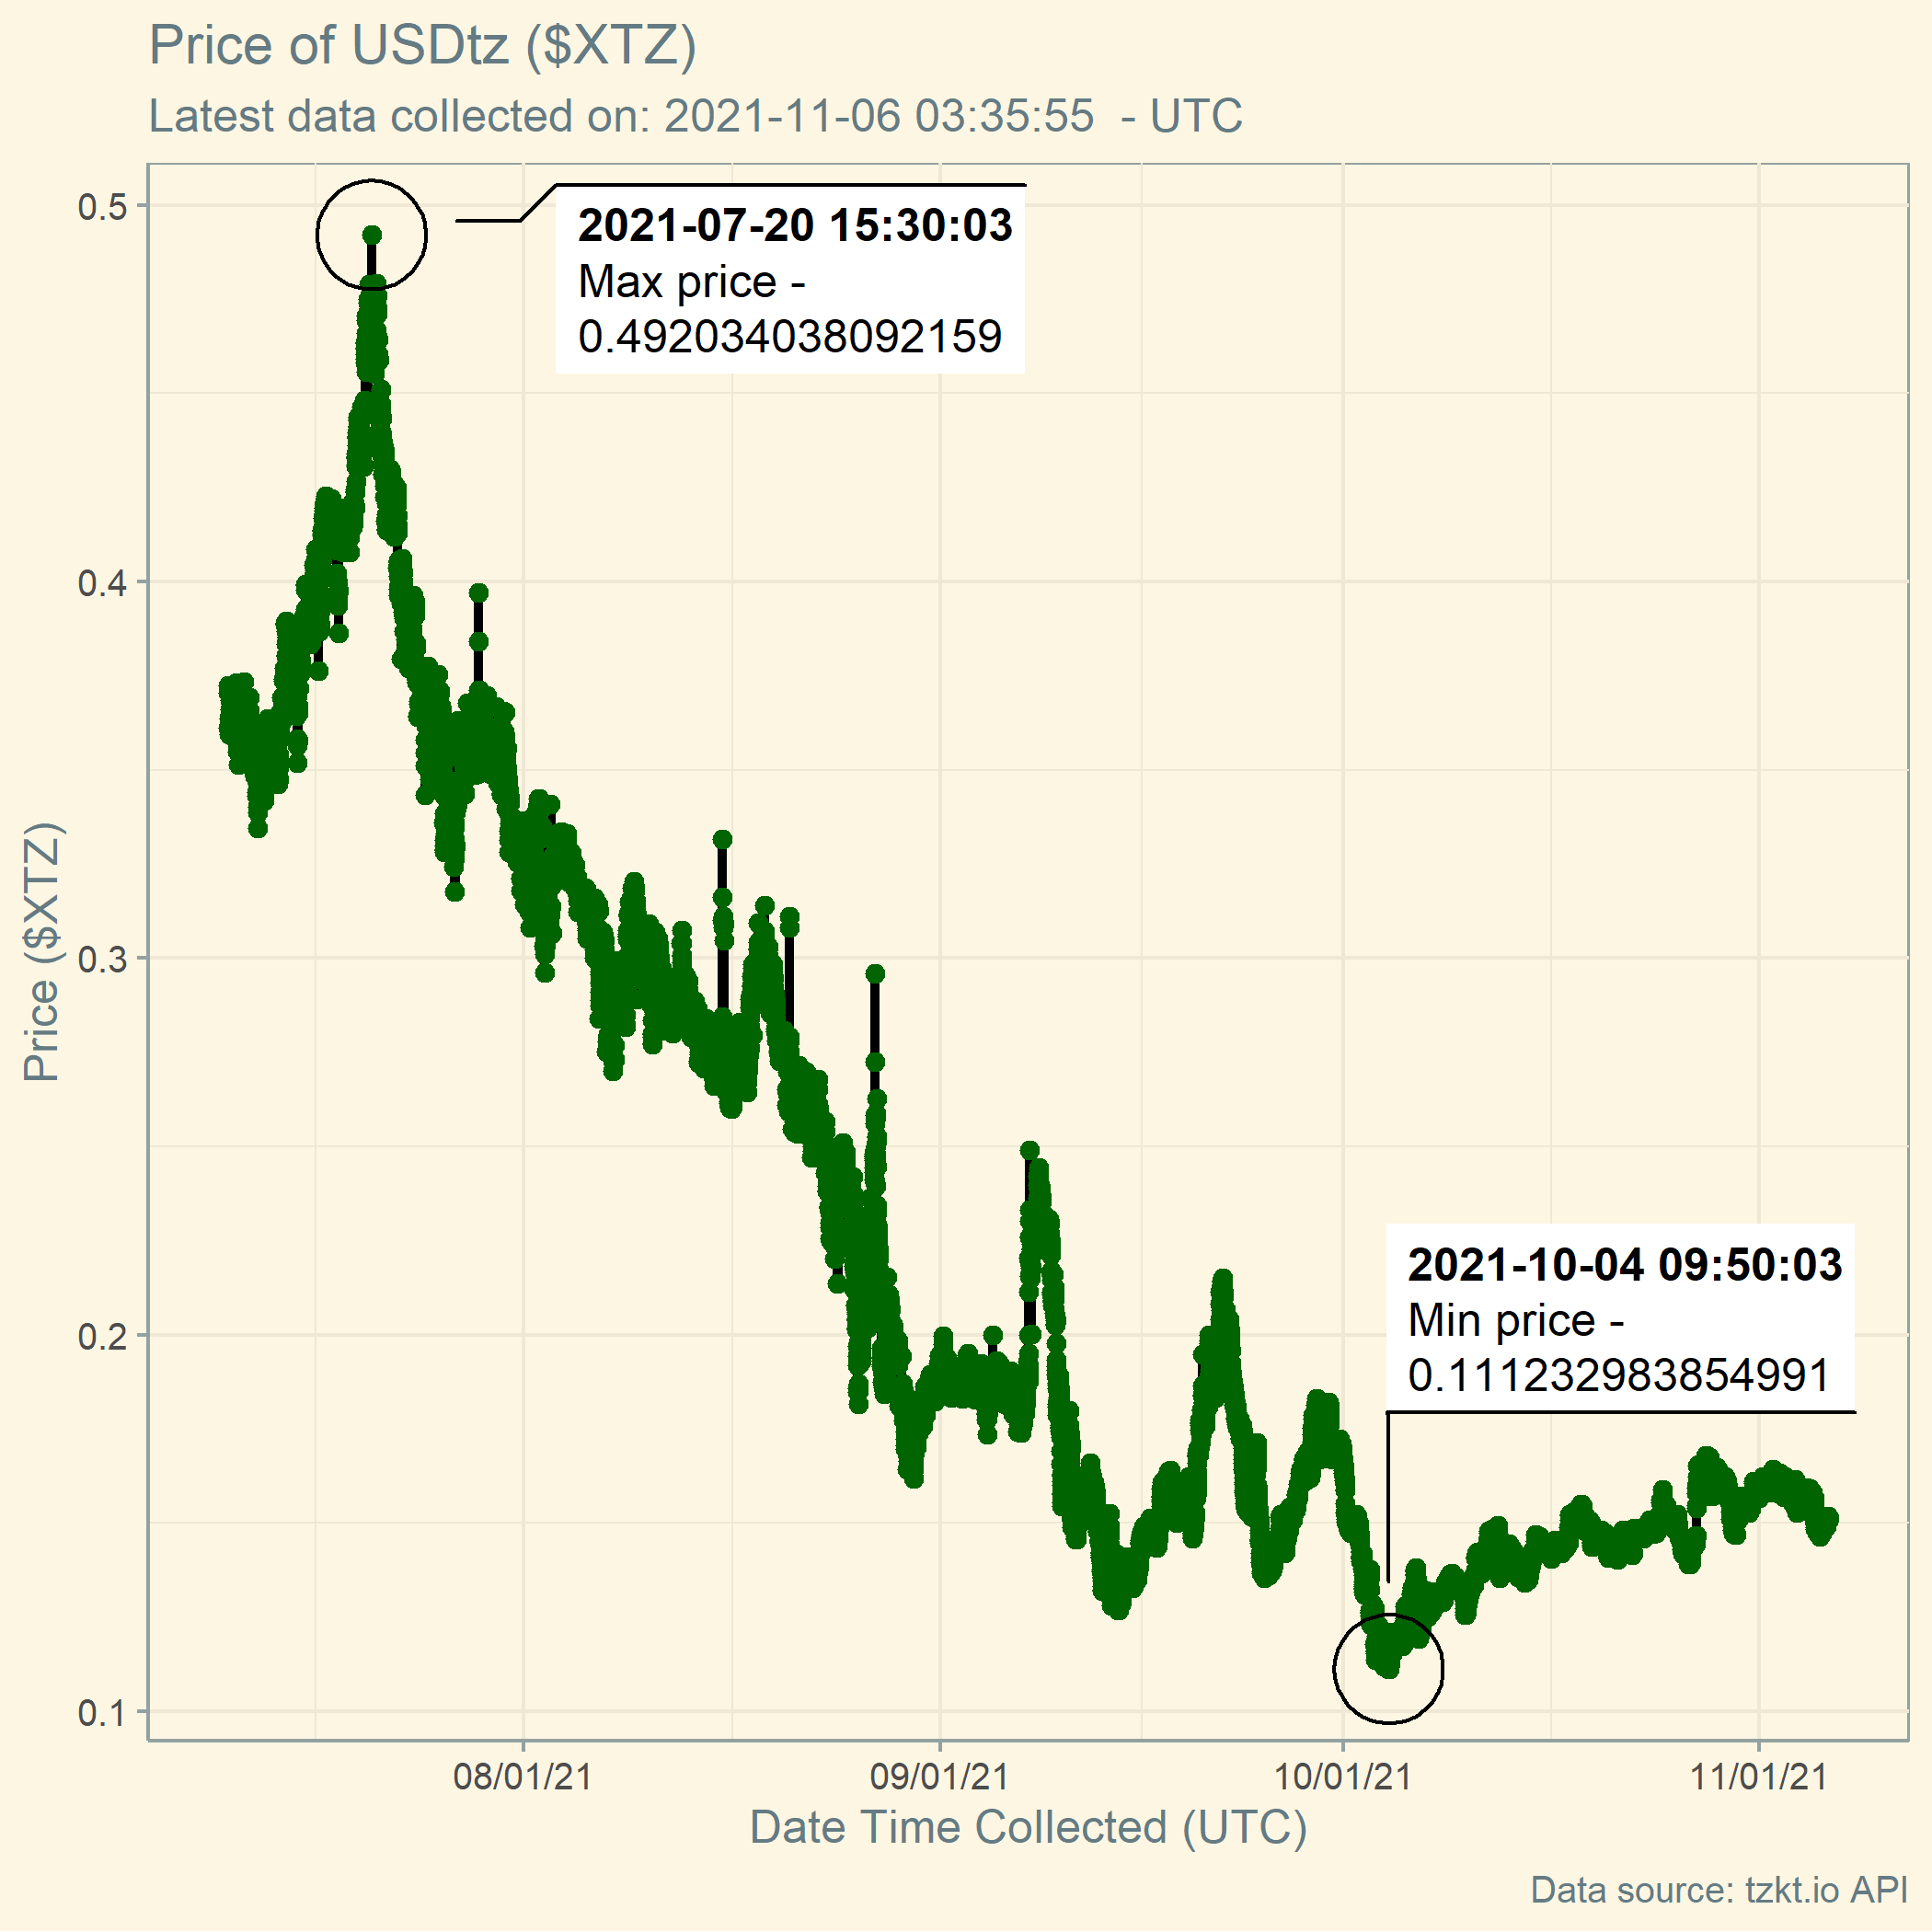 Price of USDtz ($XTZ)
Latest data collected on: 2021-11-06 03:35:55  - UTC
2021-07-20 15:30:03
Max price -
0.492034038092159
2021-10-04 09:50:03
Min price -
0.111232983854991
Price ($XTZ)
0.5
0.4
0.3
0.2
0.1
08/01/21
09/01/21
10/01/21
11/01/21
Date Time Collected (UTC)
Data source: tzkt.io API